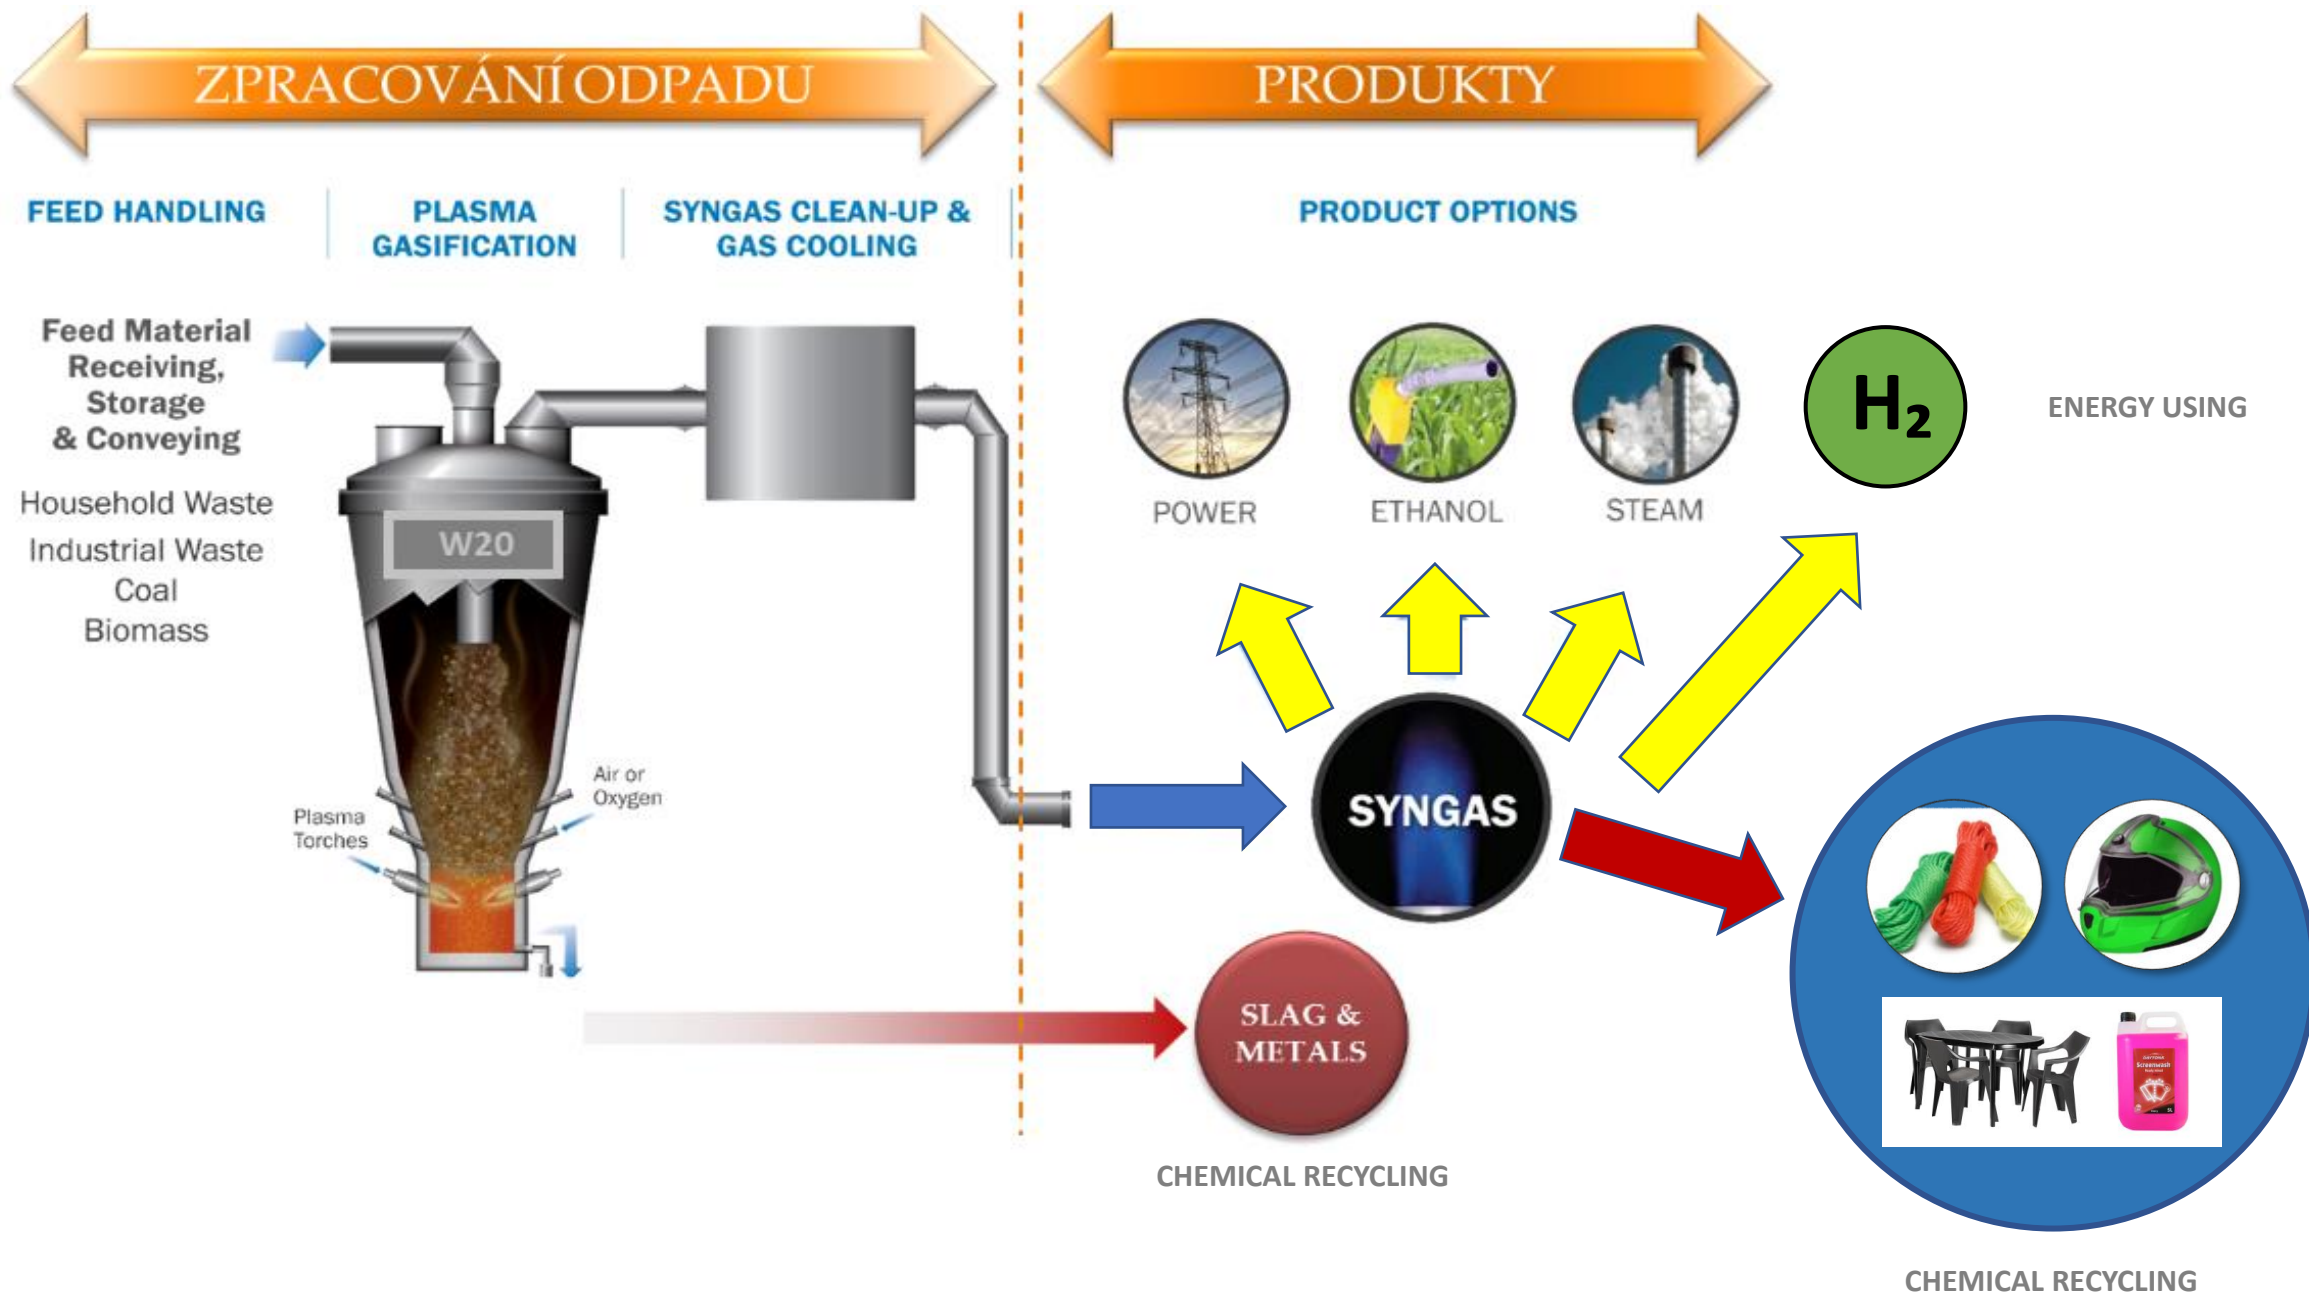 ZPRACOVÁNÍ ODPADU
PRODUKTY
FEED HANDLING
PLASMA
GASIFICATION
SYNGAS CLEAN-UP &
GAS COOLING
PRODUCT OPTIONS
Feed Material
Receiving,
Storage
& Conveying
Household Waste
Industrial Waste
Coal
Biomass
W20
Air or
Oxygen
Plasma
Torches
POWER
ETHANOL
STEAM
H₂
ENERGY USING
SYNGAS
SLAG &
METALS
CHEMICAL RECYCLING
Screenwash
CHEMICAL RECYCLING